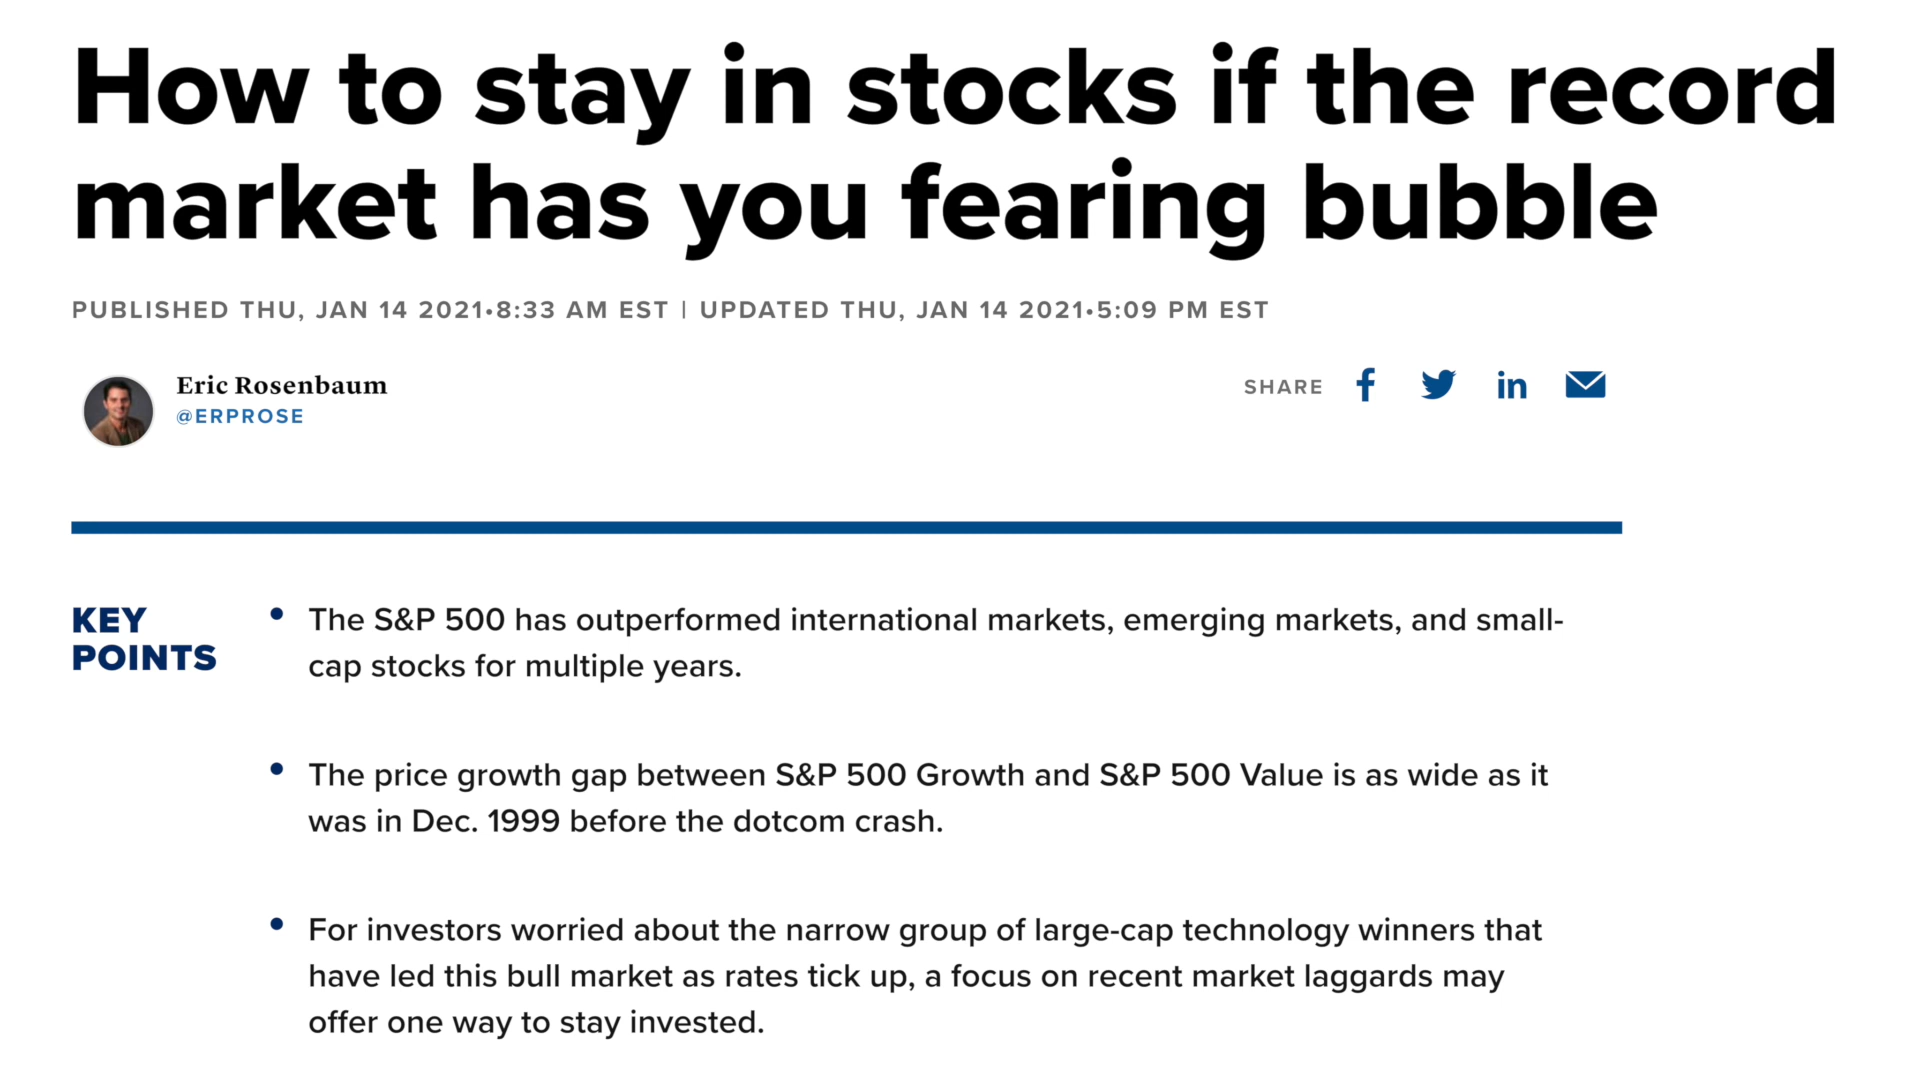 How to stay in stocks if the record
market has you fearing bubble
PUBLISHED THU, JAN 14 2021•8:33 AM EST | UPDATED THU, JAN 14 2021•5:09 PM EST
Eric Rosenbaum
@ERPROSE
SHARE
KEY
POINTS
• The S&P 500 has outperformed international markets, emerging markets, and small-
cap stocks for multiple years.
• The price growth gap between S&P 500 Growth and S&P 500 Value is as wide as it
was in Dec. 1999 before the dotcom crash.
• For investors worried about the narrow group of large-cap technology winners that
have led this bull market as rates tick up, a focus on recent market laggards may
offer one way to stay invested.